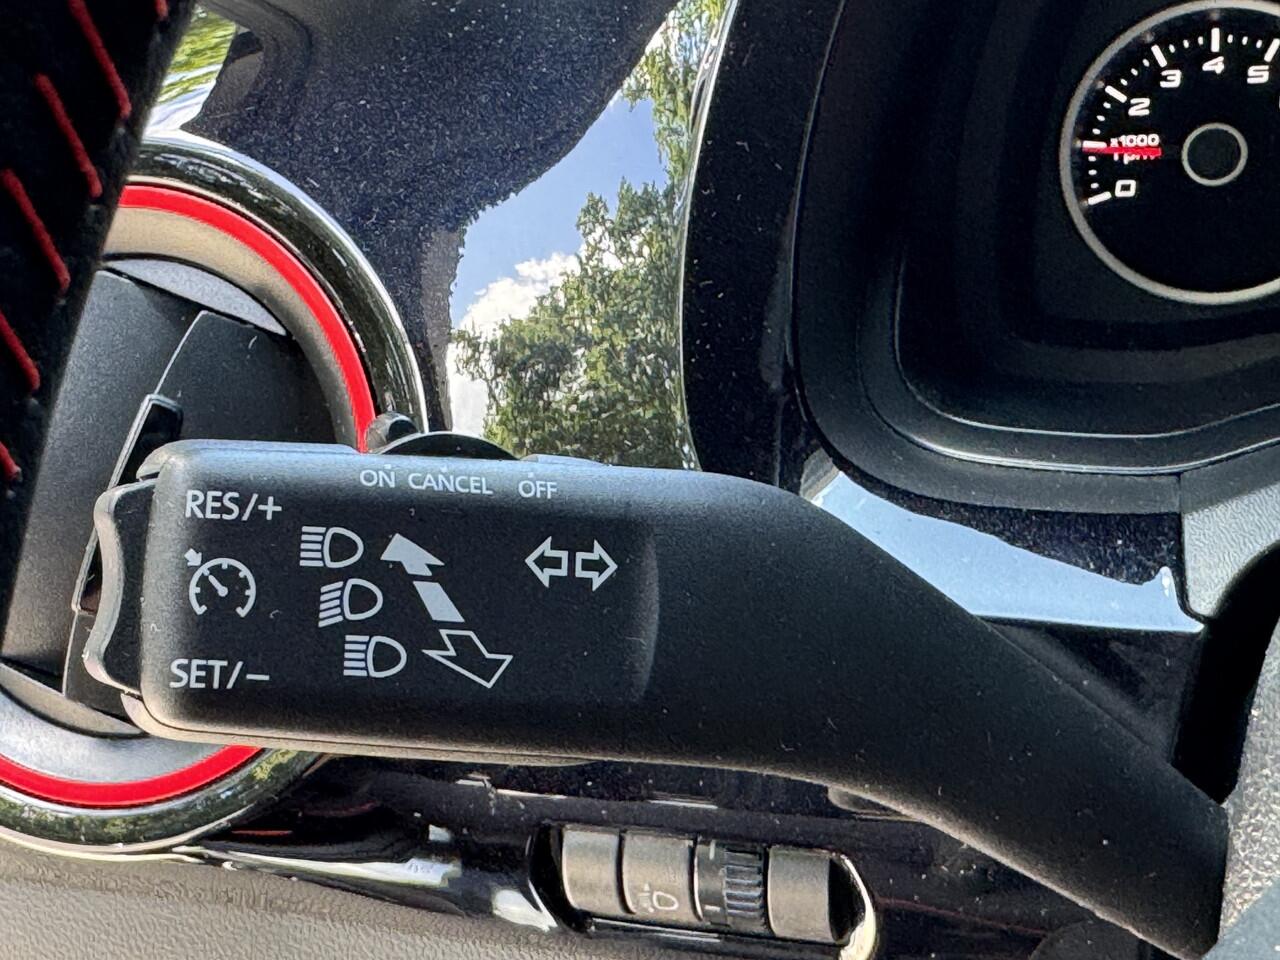 2 3 4 5
x1000
rpm
0
ON CANCEL OFF
RES/+
SET/-